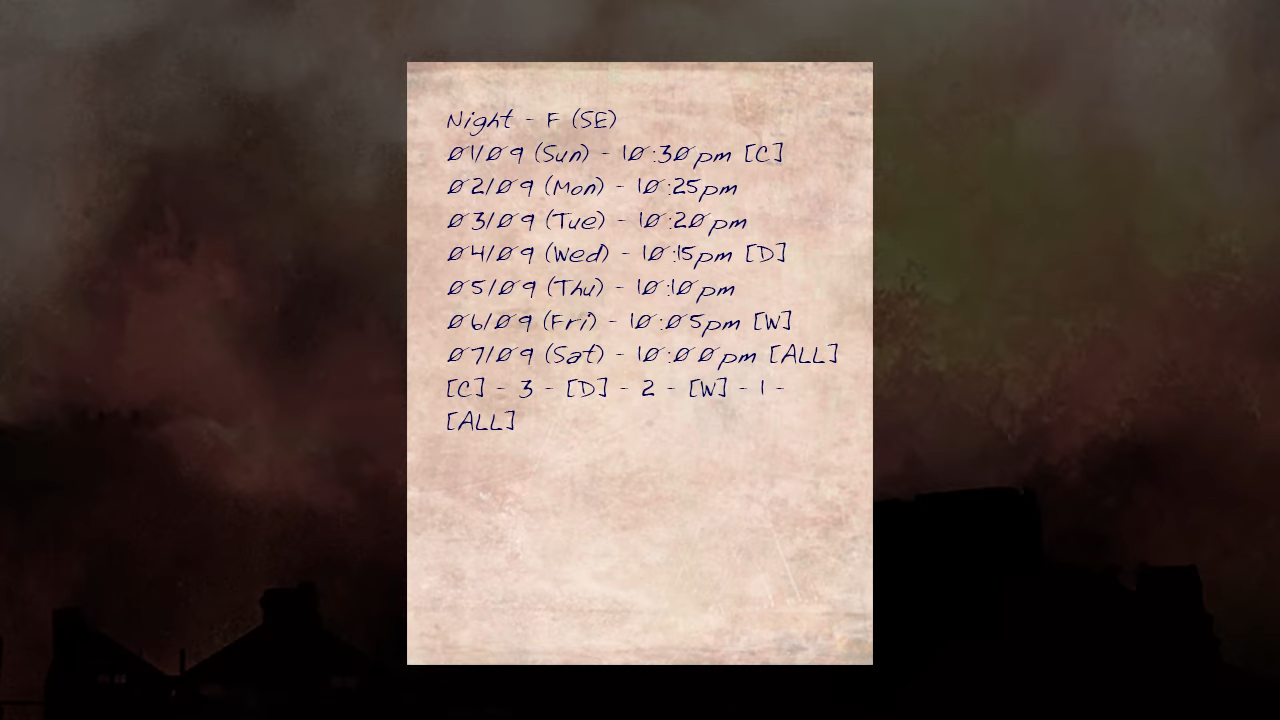 Night - F (SE)
01/09 (Sun) - 10:30pm [C]
02/09 (Mon) - 10:25pm
03/09 (Tue) - 10:20pm
04/09 (Wed) - 10:15pm [D]
05/09 (Thu) - 10:10pm
06/09 (Fri) - 10:05pm [W]
07/09 (Sat) - 10:00pm [ALL]
[C] - 3 - [D] - 2 - [W] - 1 -
[ALL]